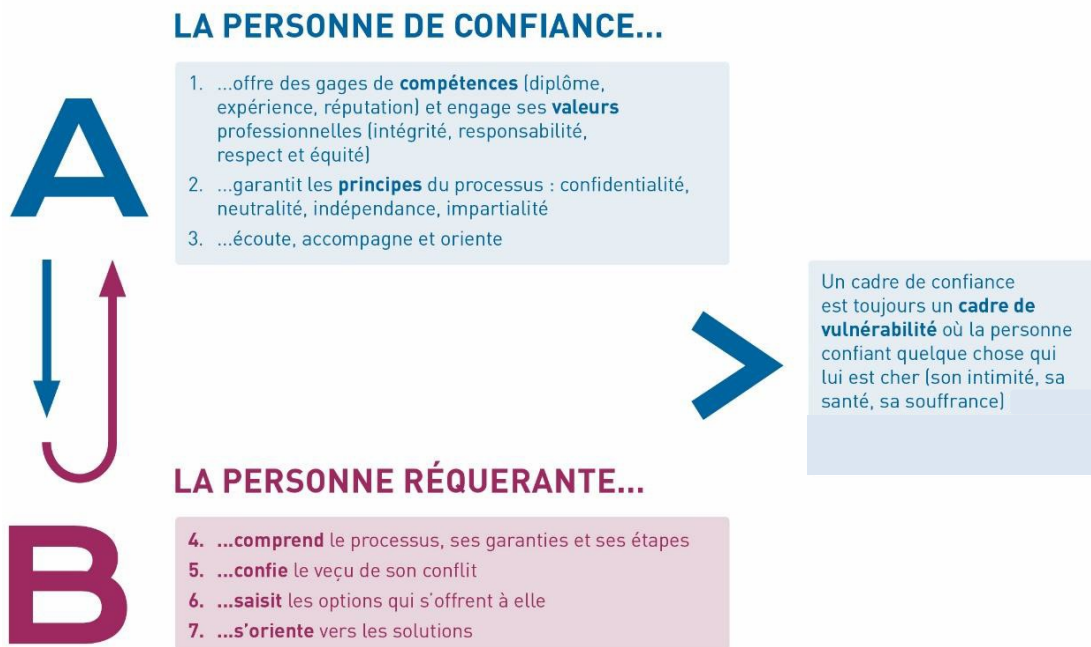 LA PERSONNE DE CONFIANCE...
A
1. ...offre des gages de compétences (diplôme,
expérience, réputation) et engage ses valeurs
professionnelles (intégrité, responsabilité,
respect et équité)
2. ...garantit les principes du processus : confidentialité,
neutralité, indépendance, impartialité
3. ...écoute, accompagne et oriente
Un cadre de confiance
est toujours un cadre de
vulnérabilité où la personne
confiant quelque chose qui
lui est cher (son intimité, sa
santé, sa souffrance)
LA PERSONNE RÉQUERANTE...
B
4. ...comprend le processus, ses garanties et ses étapes
5. ...confie le veçu de son conflit
6. ...saisit les options qui s'offrent à elle
7. ...s'oriente vers les solutions